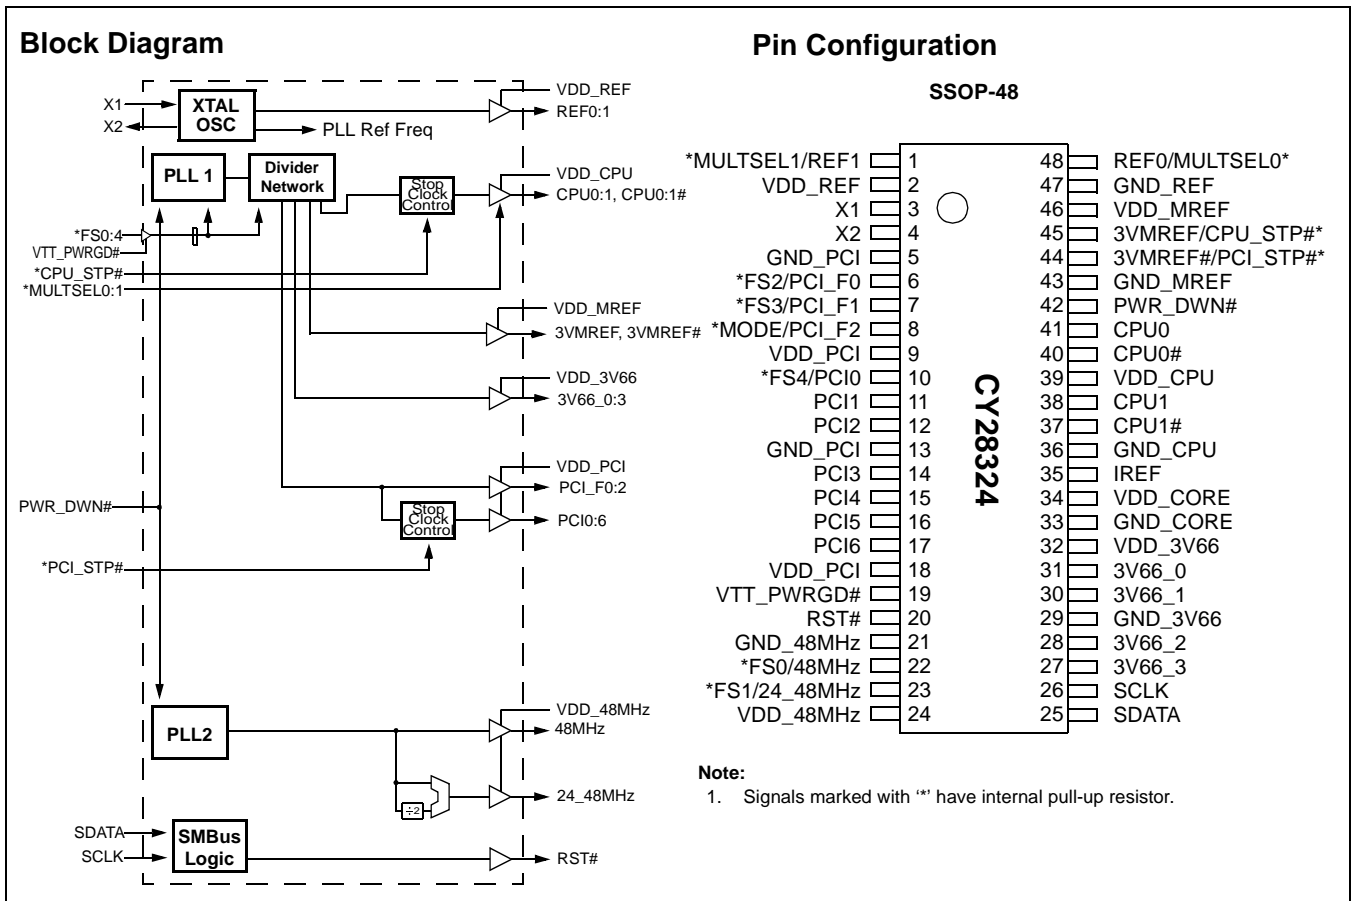 Block Diagram
VDD_REF
X1
XTAL
OSC
REF0:1
X2
PLL Ref Freq
PLL 1
Divider
Network
VDD_CPU
Stop
Clock
Control
CPU0:1, CPU0:1#
*FS0:4
VTT_PWRGD#
*CPU_STP#
*MULTSEL0:1
VDD_MREF
3VMREF, 3VMREF#
VDD_3V66
3V66_0:3
VDD_PCI
PCI_F0:2
PWR_DWN#
Stop
Clock
Control
PCI0:6
*PCI_STP#
VDD_48MHz
PLL2
48MHz
÷2
24_48MHz
SDATA
SCLK
SMBus
Logic
RST#
Pin Configuration
SSOP-48
*MULTSEL1/REF1 1 48 REF0/MULTSEL0*
VDD_REF 2 47 GND_REF
X1 3 46 VDD_MREF
X2 4 45 3VMREF/CPU_STP#*
GND_PCI 5 44 3VMREF#/PCI_STP#*
*FS2/PCI_F0 6 43 GND_MREF
*FS3/PCI_F1 7 42 PWR_DWN#
*MODE/PCI_F2 8 41 CPU0
VDD_PCI 9 40 CPU0#
*FS4/PCI0 10 39 VDD_CPU
PCI1 11 38 CPU1
PCI2 12 37 CPU1#
GND_PCI 13 36 GND_CPU
PCI3 14 35 IREF
PCI4 15 34 VDD_CORE
PCI5 16 33 GND_CORE
PCI6 17 32 VDD_3V66
VDD_PCI 18 31 3V66_0
VTT_PWRGD# 19 30 3V66_1
RST# 20 29 GND_3V66
GND_48MHz 21 28 3V66_2
*FS0/48MHz 22 27 3V66_3
*FS1/24_48MHz 23 26 SCLK
VDD_48MHz 24 25 SDATA
CY28324
Note:
1. Signals marked with ‘*’ have internal pull-up resistor.